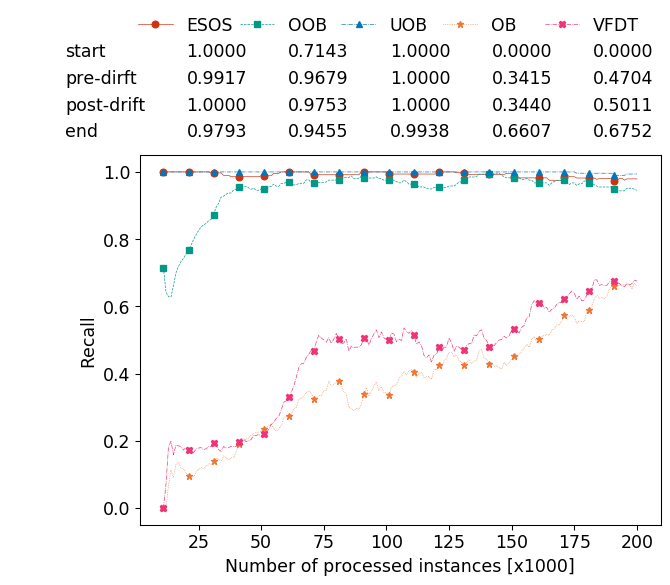 ESOS OOB UOB OB VFDT
start 1.0000 0.7143 1.0000 0.0000 0.0000
pre-dirft 0.9917 0.9679 1.0000 0.3415 0.4704
post-drift 1.0000 0.9753 1.0000 0.3440 0.5011
end 0.9793 0.9455 0.9938 0.6607 0.6752
1.0
0.8
0.6
0.4
0.2
0.0
Recall
25 50 75 100 125 150 175 200
Number of processed instances [x1000]